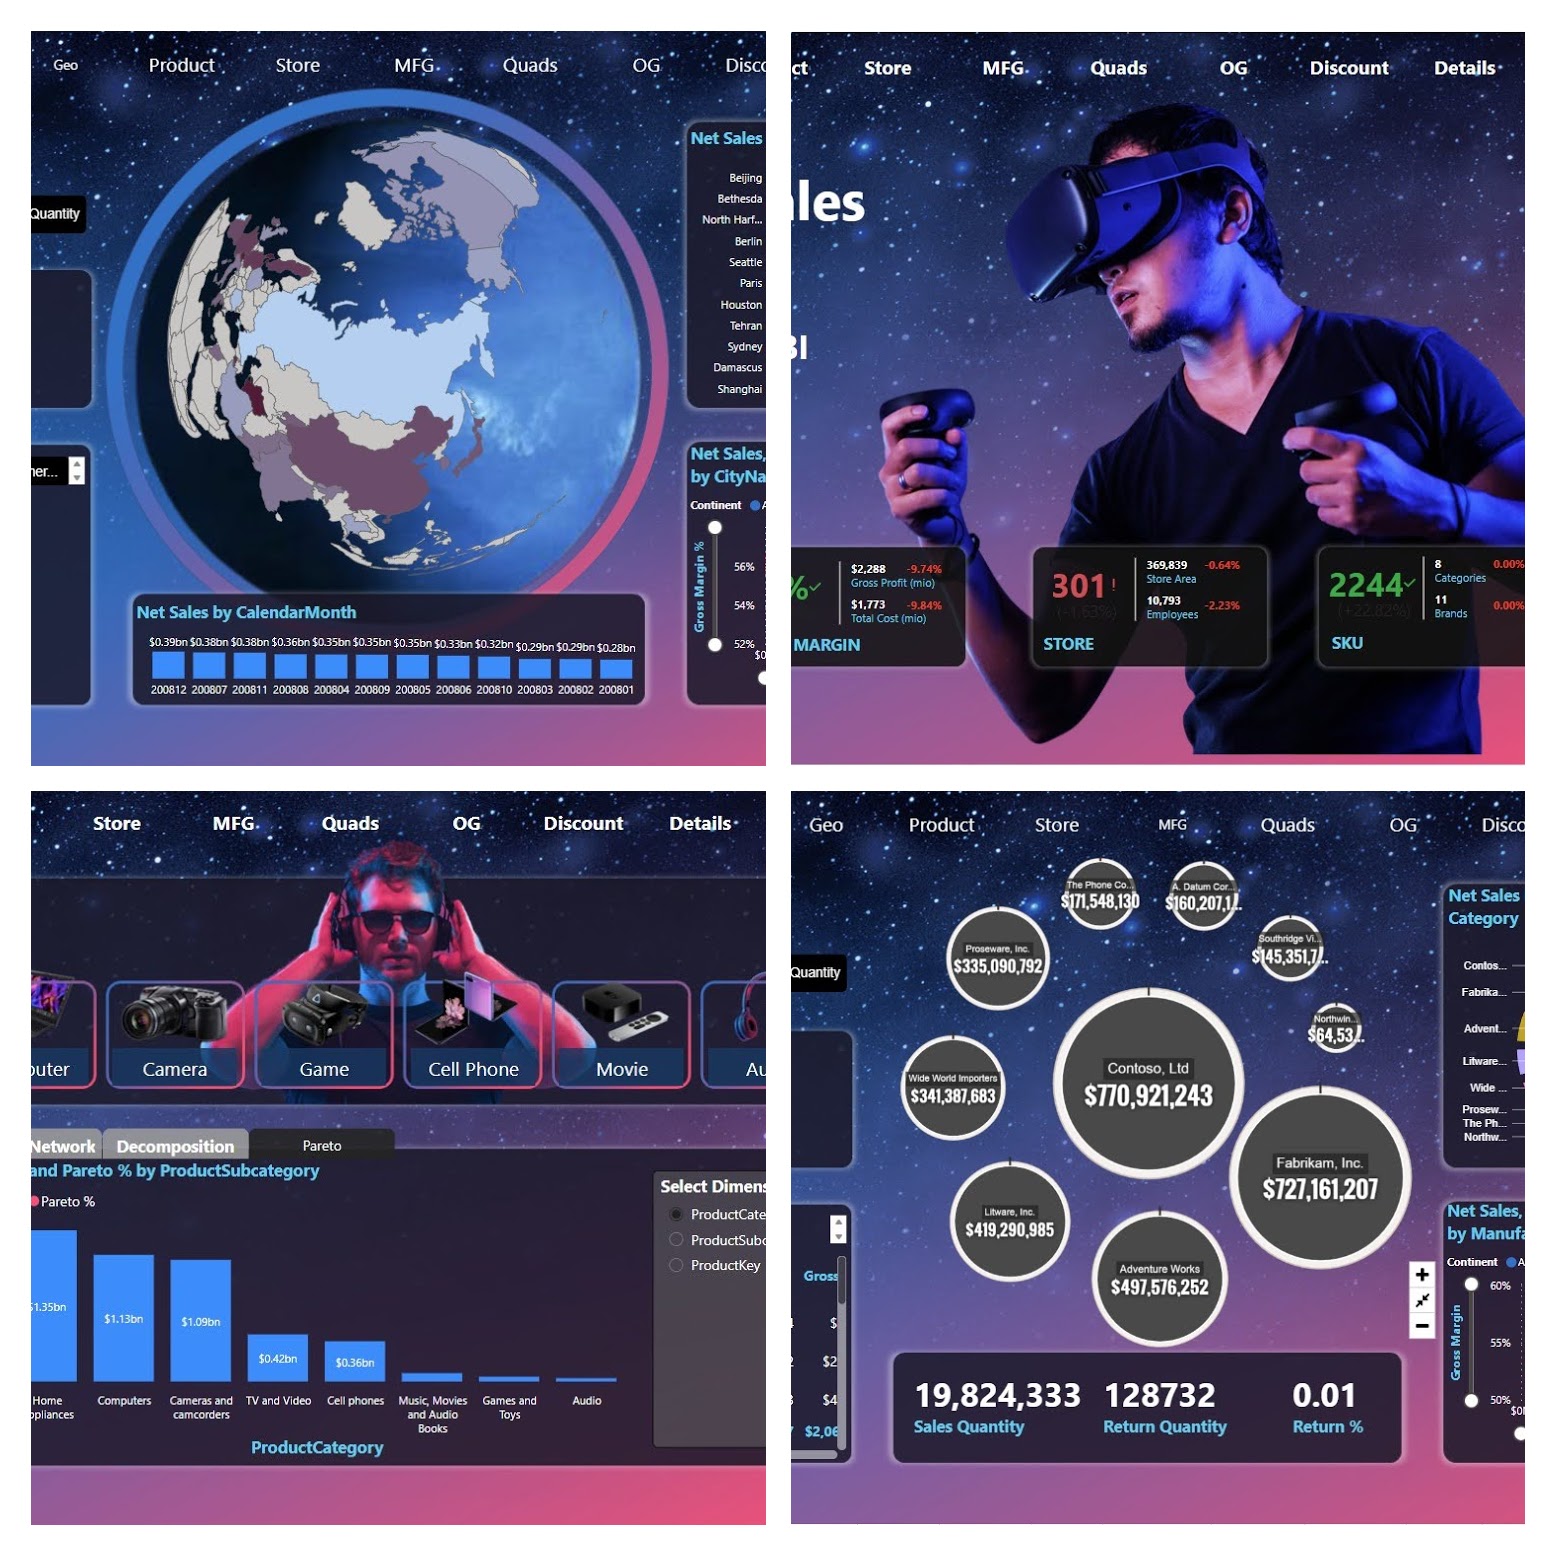 Geo Product Store MFG Quads OG Disco
Net Sales
Beijing
Bethesda
North Harf...
Berlin
Seattle
Paris
Houston
Tehran
Sydney
Damascus
Shanghai
Quantity
her...
Net Sales,
by CityNa
Continent A
Gross Margin %
56%
54%
52%
$0
Net Sales by CalendarMonth
$0.39bn $0.38bn $0.38bn $0.36bn $0.35bn $0.35bn $0.35bn $0.33bn $0.32bn $0.29bn $0.29bn $0.28bn
200812 200807 200811 200808 200804 200809 200805 200806 200810 200803 200802 200801
ct Store MFG Quads OG Discount Details
ales
BI
%
$2,288 -9.74%
Gross Profit (mio)
$1,773 -9.84%
Total Cost (mio)
MARGIN
301 !
(-1.63%)
369,839 -0.64%
Store Area
10,793
Employees -2.23%
STORE
2244
(+22.82%)
8 0.00%
Categories
11
Brands 0.00%
SKU
Store MFG Quads OG Discount Details
puter Camera Game Cell Phone Movie Au
Network Decomposition Pareto
and Pareto % by ProductSubcategory
Pareto %
Select Dimens
ProductCate
ProductSubc
ProductKey
$1.35bn $1.13bn $1.09bn $0.42bn $0.36bn
Home
ppliances
Computers
Cameras and
camcorders
TV and Video
Cell phones
Music, Movies
and Audio
Books
Games and
Toys
Audio
ProductCategory
Geo Product Store MFG Quads OG Disco
Quantity
The Phone Co...
$171,548,130
A. Datum Cor...
$160,207,1...
Proseware, Inc.
$335,090,792
Southridge Vi...
$145,351,7...
Northwin...
$64,53...
Contoso, Ltd
$770,921,243
Wide World Importers
$341,387,683
Fabrikam, Inc.
$727,161,207
Litware, Inc.
$419,290,985
Adventure Works
$497,576,252
Gross
$
$2
$4
$2,06
Net Sales
Category
Contos...
Fabrika...
Advent...
Litware...
Wide ...
Prosew...
The Ph...
Northw...
Net Sales,
by Manufa
Continent A
Gross Margin
60%
55%
50%
$0
19,824,333 128732 0.01
Sales Quantity Return Quantity Return %